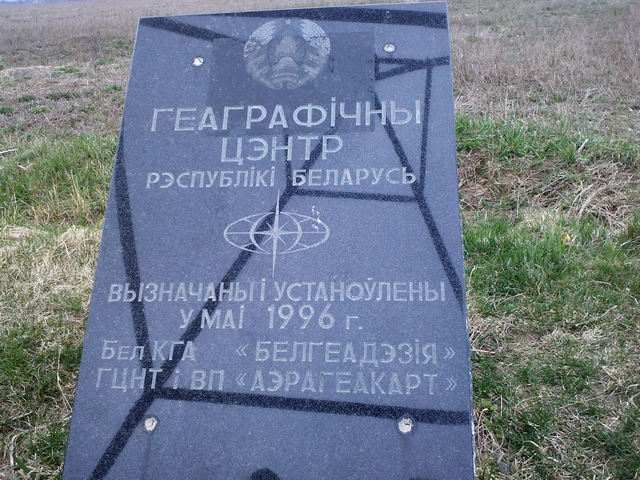 ГЕАГРАФІЧНЫ
ЦЭНТР
РЭСПУБЛІКІ БЕЛАРУСЬ
ВЫЗНАЧАНЫ І УСТАНОЎЛЕНЫ
У МАІ 1996 г.
Бел КГА «БЕЛГЕАДЭЗІЯ»
ГЦНТ і ВП «АЭРАГЕАКАРТ»